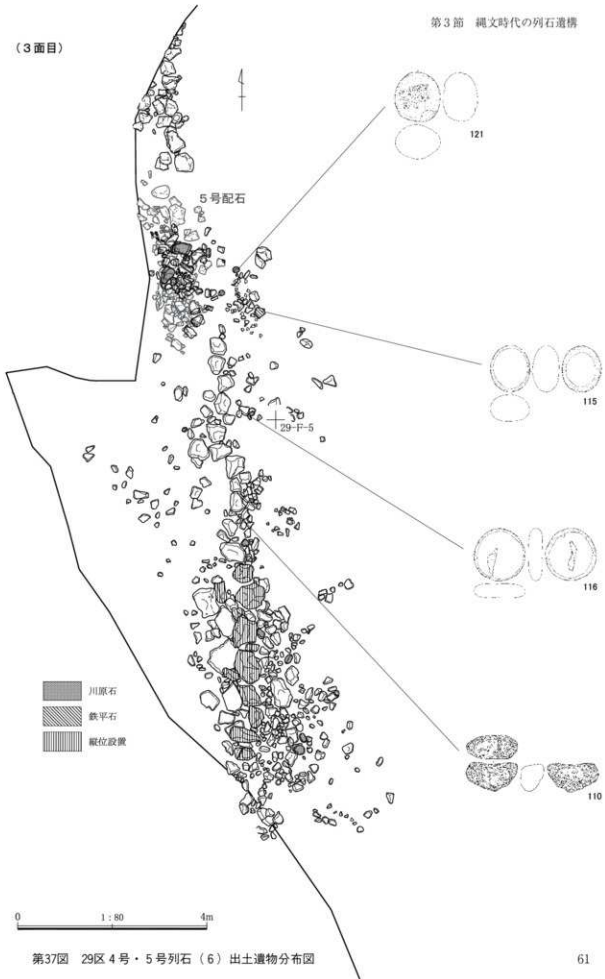 第3節　縄文時代の列石遺構
(３面目)
121
５号配石
115
29-F-5
116
川原石
鉄平石
縦位設置
110
0　1：80　4m
第37図　29区４号・５号列石（６）出土遺物分布図
61